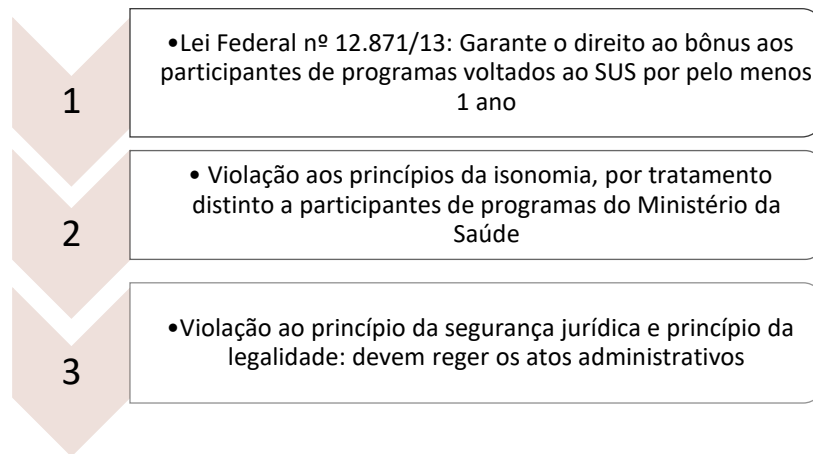 1
•Lei Federal nº 12.871/13: Garante o direito ao bônus aos
participantes de programas voltados ao SUS por pelo menos
1 ano
2
• Violação aos princípios da isonomia, por tratamento
distinto a participantes de programas do Ministério da
Saúde
3
•Violação ao princípio da segurança jurídica e princípio da
legalidade: devem reger os atos administrativos